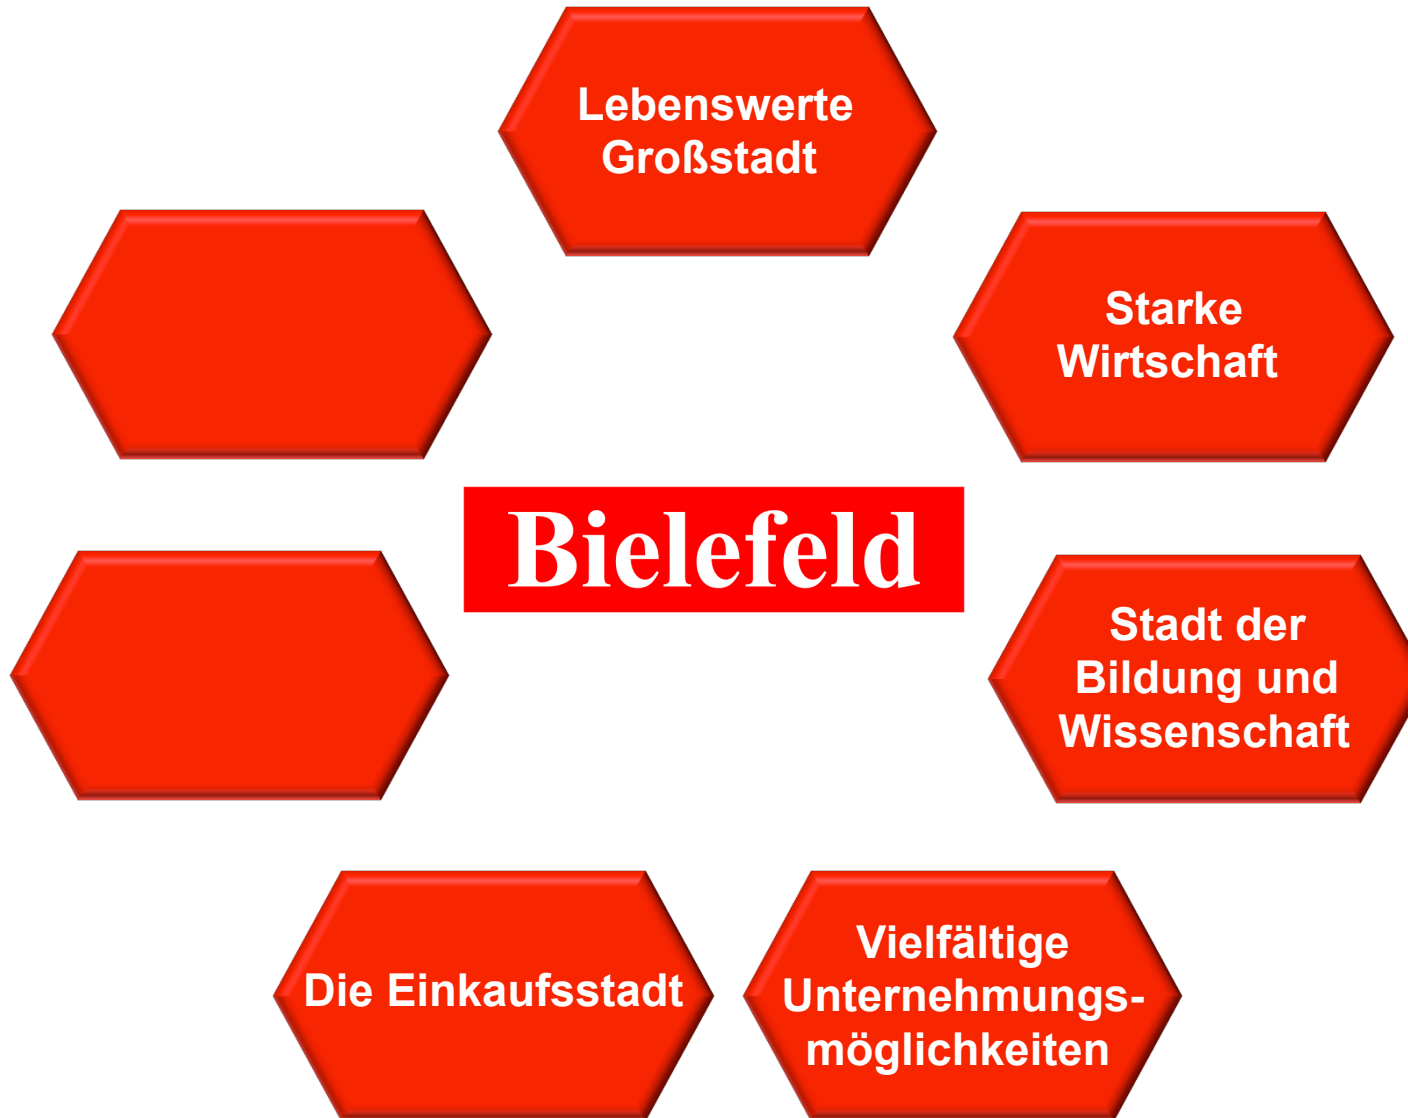 Lebenswerte
Großstadt
Starke
Wirtschaft
Bielefeld
Stadt der
Bildung und
Wissenschaft
Die Einkaufsstadt
Vielfältige
Unternehmungs-
möglichkeiten